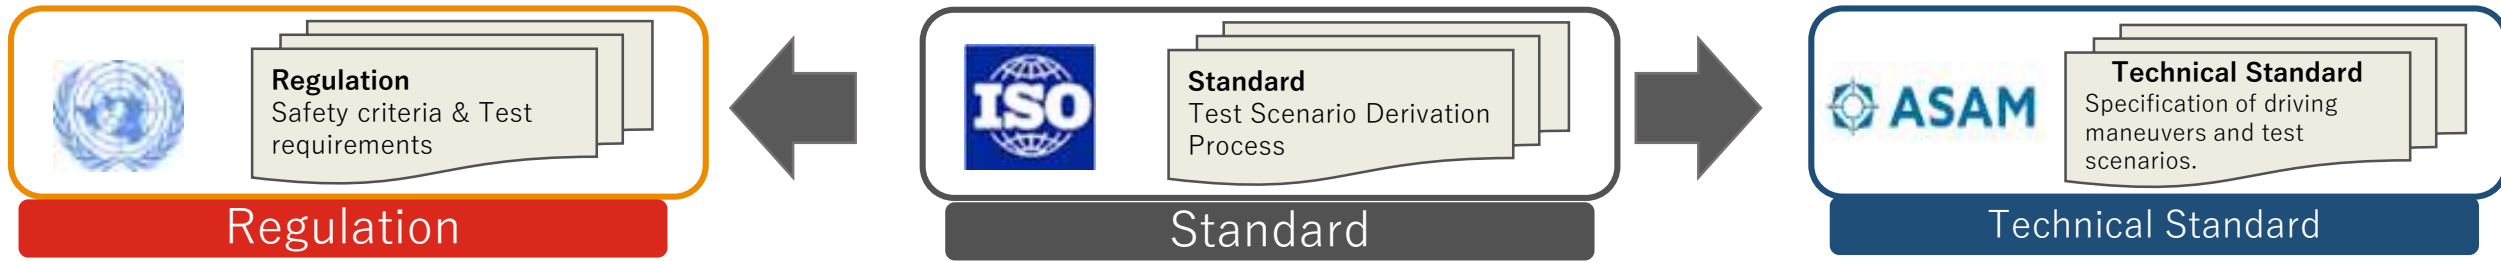 Regulation
Safety criteria & Test
requirements
Regulation
ISO
Standard
Test Scenario Derivation
Process
Standard
ASAM
Technical Standard
Specification of driving
maneuvers and test
scenarios.
Technical Standard